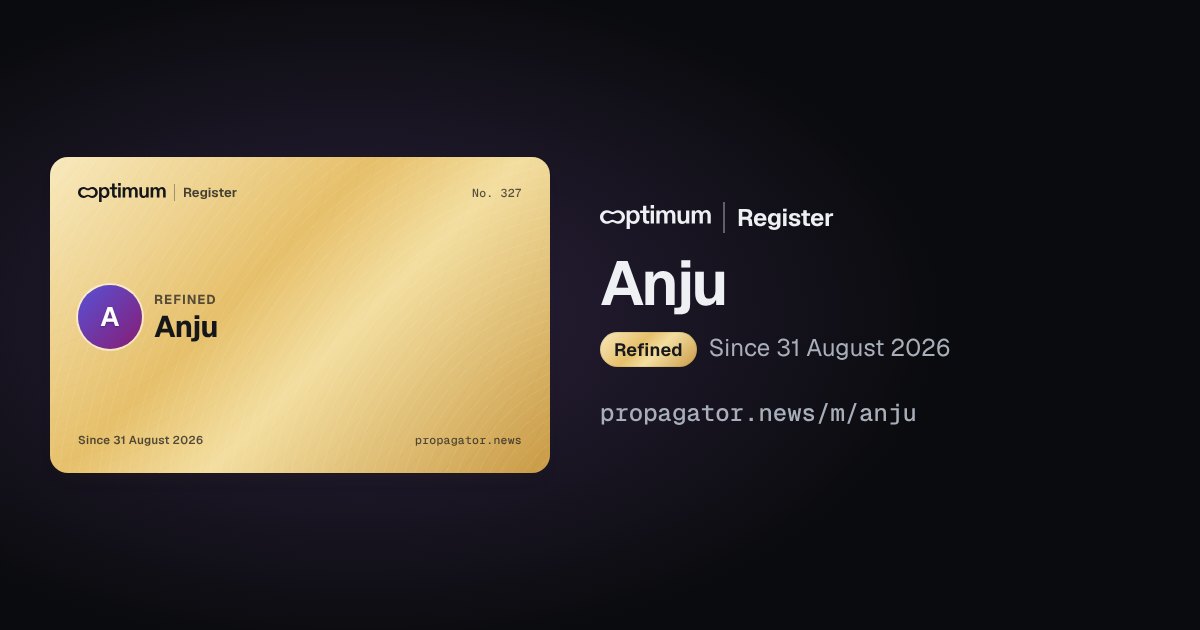 optimum | Register
No. 327
A
REFINED
Anju
Since 31 August 2026
propagator.news
optimum | Register
Anju
Refined
Since 31 August 2026
propagator.news/m/anju